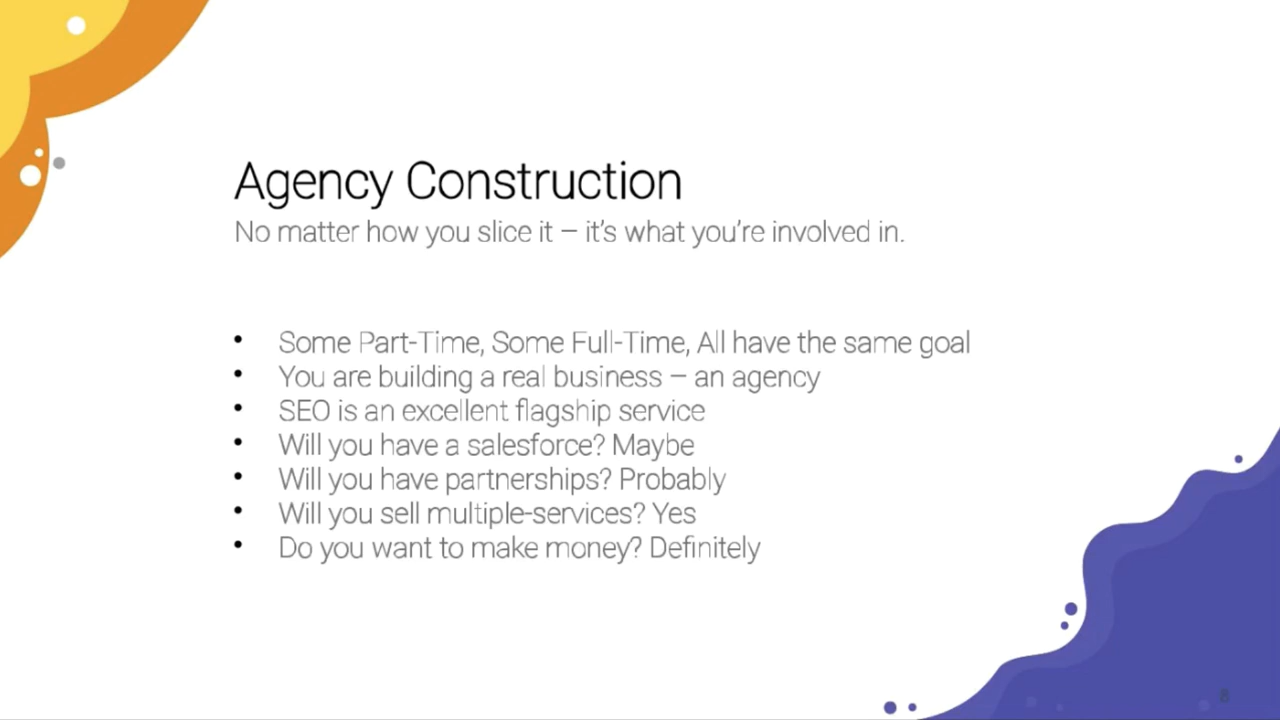 Agency Construction
No matter how you slice it – it's what you're involved in.
• Some Part-Time, Some Full-Time, All have the same goal
• You are building a real business – an agency
• SEO is an excellent flagship service
• Will you have a salesforce? Maybe
• Will you have partnerships? Probably
• Will you sell multiple-services? Yes
• Do you want to make money? Definitely
8